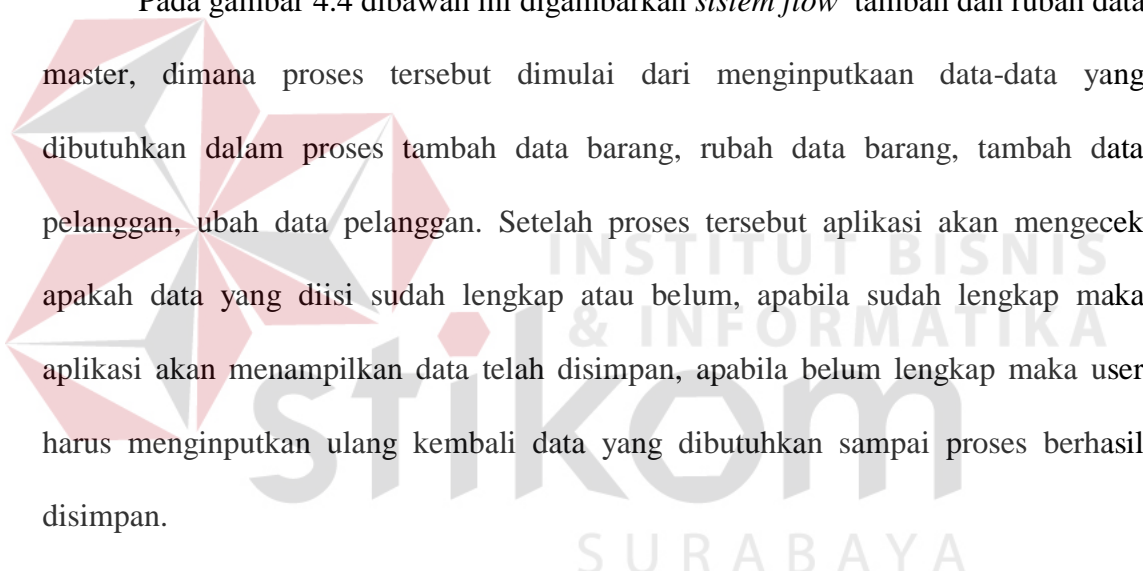 Pada gambar 4.4 dibawah ini digambarkan sistem flow tambah dan rubah data
master, dimana proses tersebut dimulai dari menginputkaan data-data yang
dibutuhkan dalam proses tambah data barang, rubah data barang, tambah data
pelanggan, ubah data pelanggan. Setelah proses tersebut aplikasi akan mengecek
apakah data yang diisi sudah lengkap atau belum, apabila sudah lengkap maka
aplikasi akan menampilkan data telah disimpan, apabila belum lengkap maka user
harus menginputkan ulang kembali data yang dibutuhkan sampai proses berhasil
disimpan.
INSTITUT BISNIS
& INFORMATIKA
stikom
SURABAYA